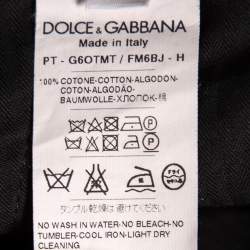 DOLCE & GABBANA
Made in Italy
PT - G6OTMT / FM6BJ - H
100% COTONE-COTTON-ALGODON-
COTON-ALGODÃO-
BAUMWOLLE-ХЛОПОК-棉
タンブル乾燥は避けて下さい
NO WASH IN WATER-NO BLEACH-NO
TUMBLER-COOL IRON-LIGHT DRY
CLEANING